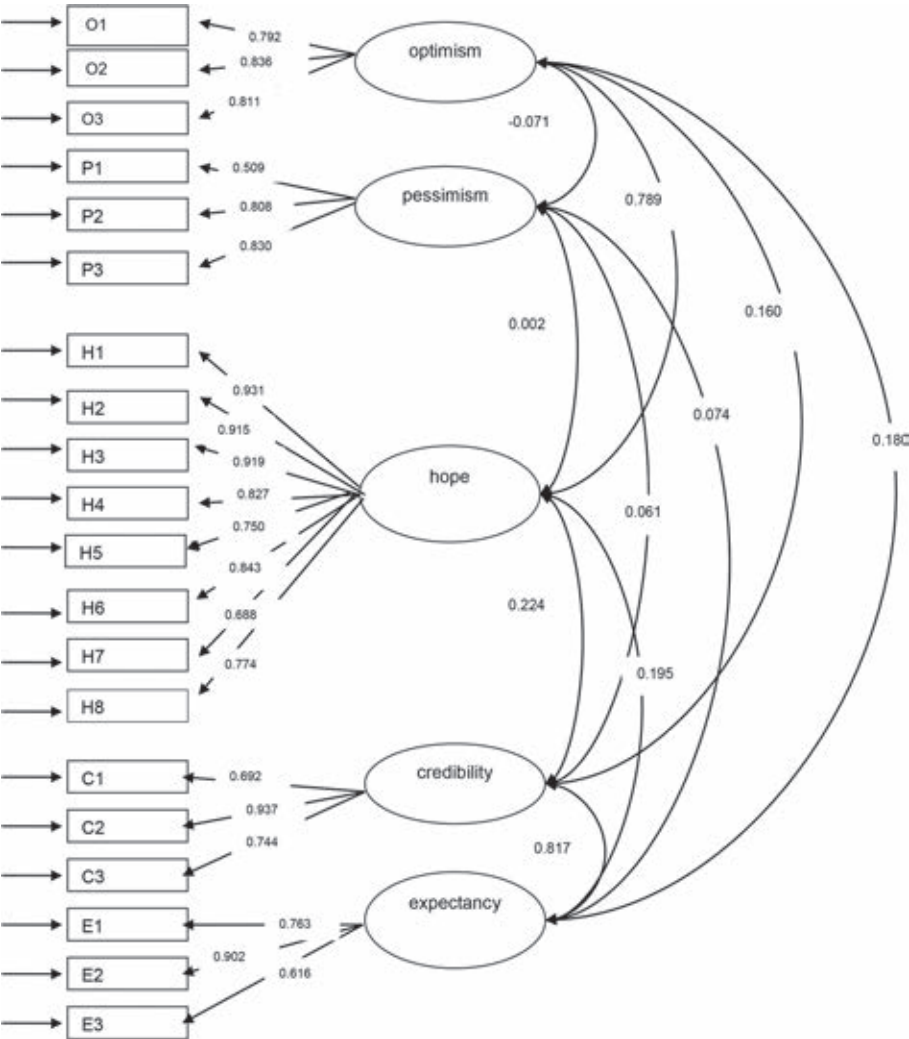 O1
0.792
optimism
O2
0.836
O3
0.811
-0.071
P1
0.509
pessimism
0.789
P2
0.808
P3
0.830
0.160
0.002
H1
0.931
H2
0.915
0.074
0.180
H3
0.919
hope
H4
0.827
0.061
H5
0.750
H6
0.843
0.224
H7
0.688
0.195
H8
0.774
C1
0.692
credibility
C2
0.937
C3
0.744
0.817
E1
0.763
expectancy
E2
0.902
0.616
E3